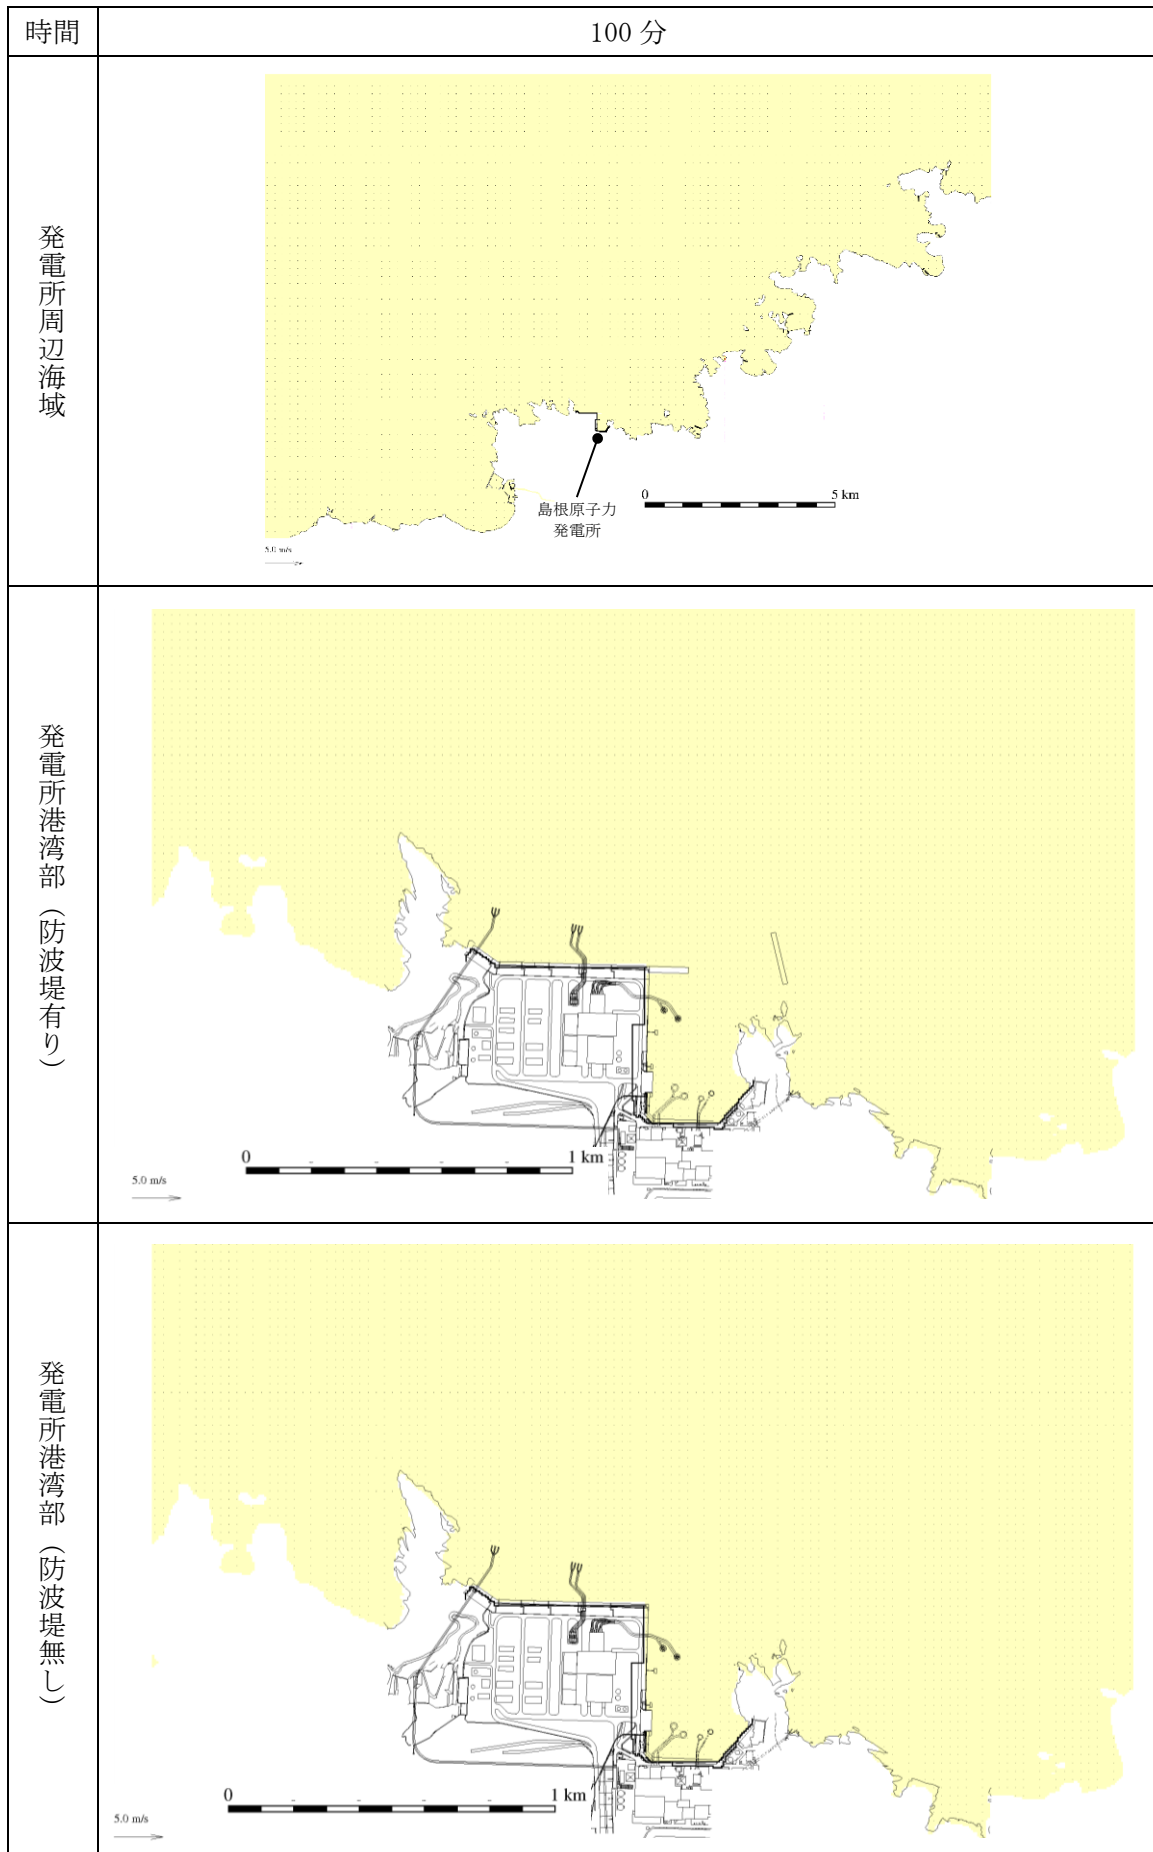 時間
100 分
発電所周辺海域
島根原子力
発電所
0 5 km
5.0 m/s
発電所港湾部（防波堤有り）
0 1 km
5.0 m/s
発電所港湾部（防波堤無し）
0 1 km
5.0 m/s